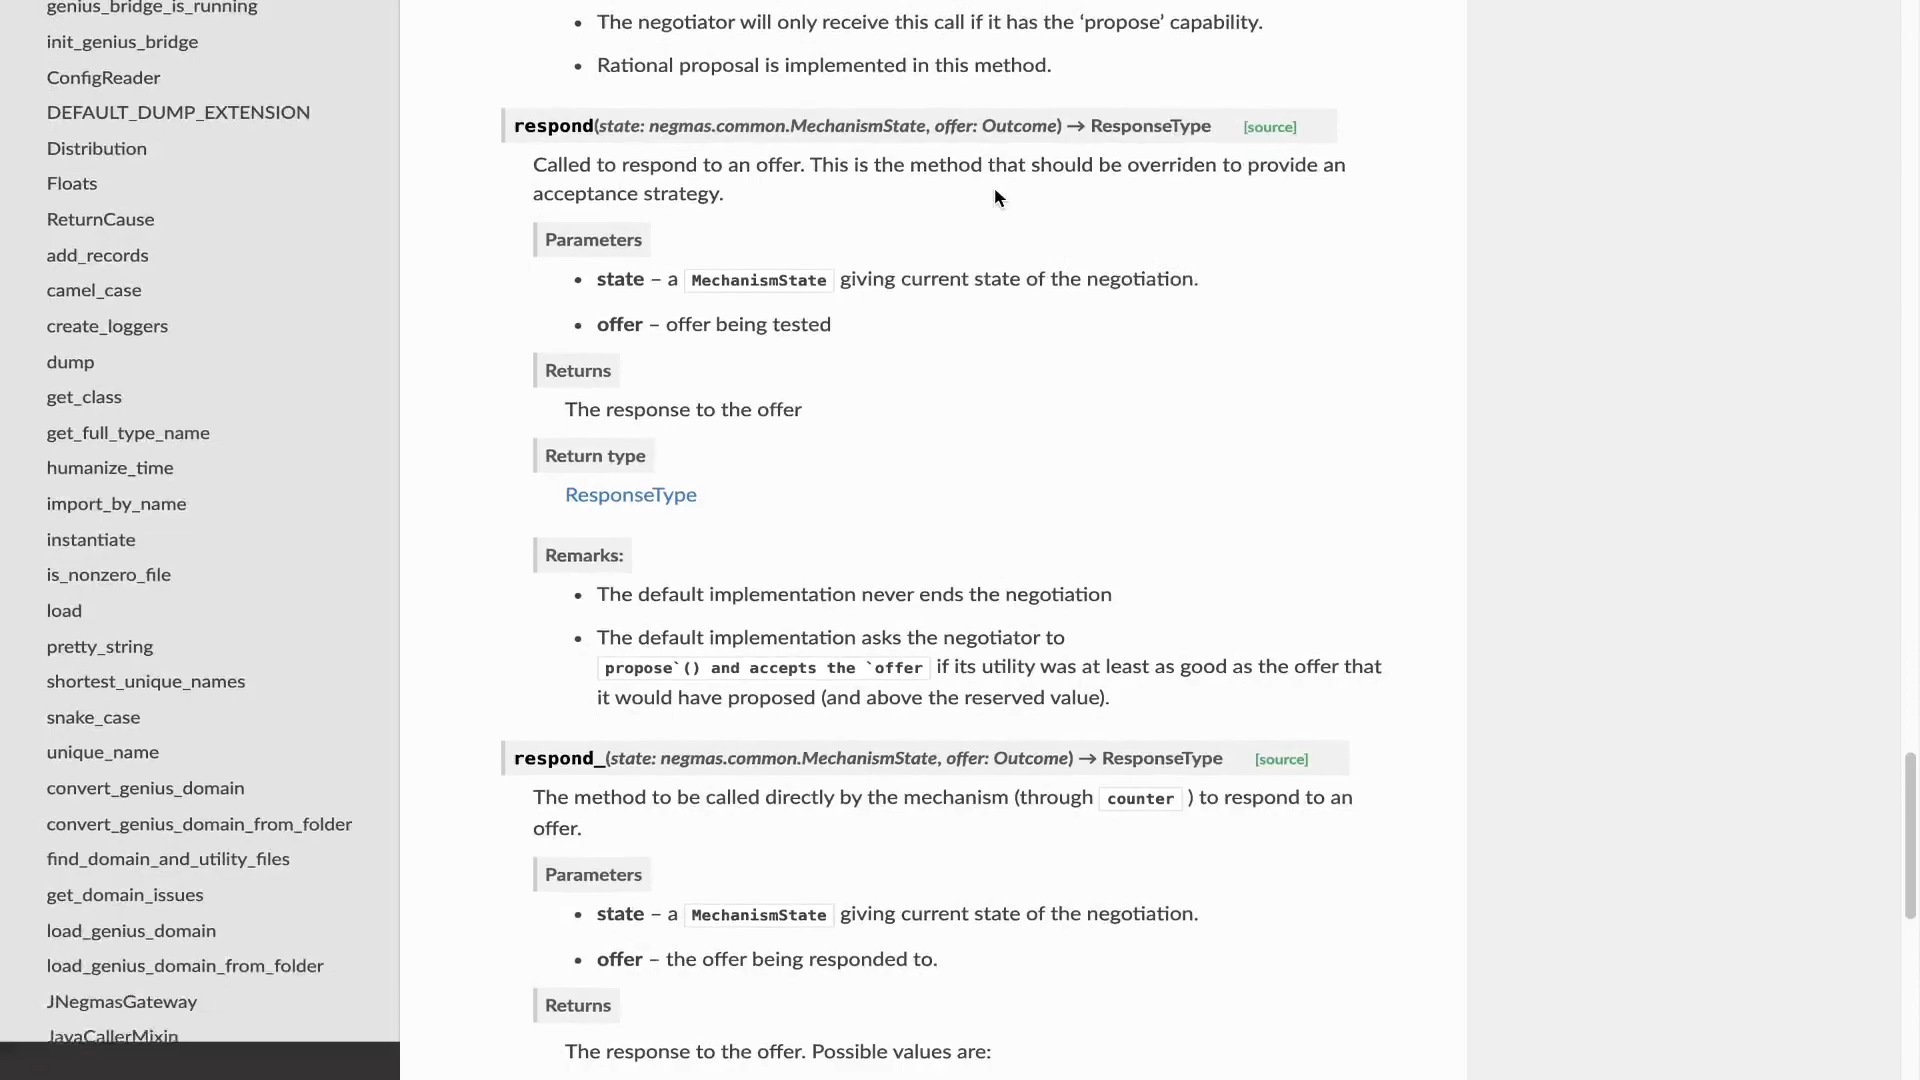 genius_bridge_is_running
init_genius_bridge
ConfigReader
DEFAULT_DUMP_EXTENSION
Distribution
Floats
ReturnCause
add_records
camel_case
create_loggers
dump
get_class
get_full_type_name
humanize_time
import_by_name
instantiate
is_nonzero_file
load
pretty_string
shortest_unique_names
snake_case
unique_name
convert_genius_domain
convert_genius_domain_from_folder
find_domain_and_utility_files
get_domain_issues
load_genius_domain
load_genius_domain_from_folder
JNegmasGateway
JavaCallerMixin
• The negotiator will only receive this call if it has the ‘propose’ capability.
• Rational proposal is implemented in this method.
respond(state: negmas.common.MechanismState, offer: Outcome) → ResponseType [source]
Called to respond to an offer. This is the method that should be overriden to provide an
acceptance strategy.
Parameters
• state – a MechanismState giving current state of the negotiation.
• offer – offer being tested
Returns
The response to the offer
Return type
ResponseType
Remarks:
• The default implementation never ends the negotiation
• The default implementation asks the negotiator to
propose`() and accepts the `offer if its utility was at least as good as the offer that
it would have proposed (and above the reserved value).
respond_(state: negmas.common.MechanismState, offer: Outcome) → ResponseType [source]
The method to be called directly by the mechanism (through counter ) to respond to an
offer.
Parameters
• state – a MechanismState giving current state of the negotiation.
• offer – the offer being responded to.
Returns
The response to the offer. Possible values are: